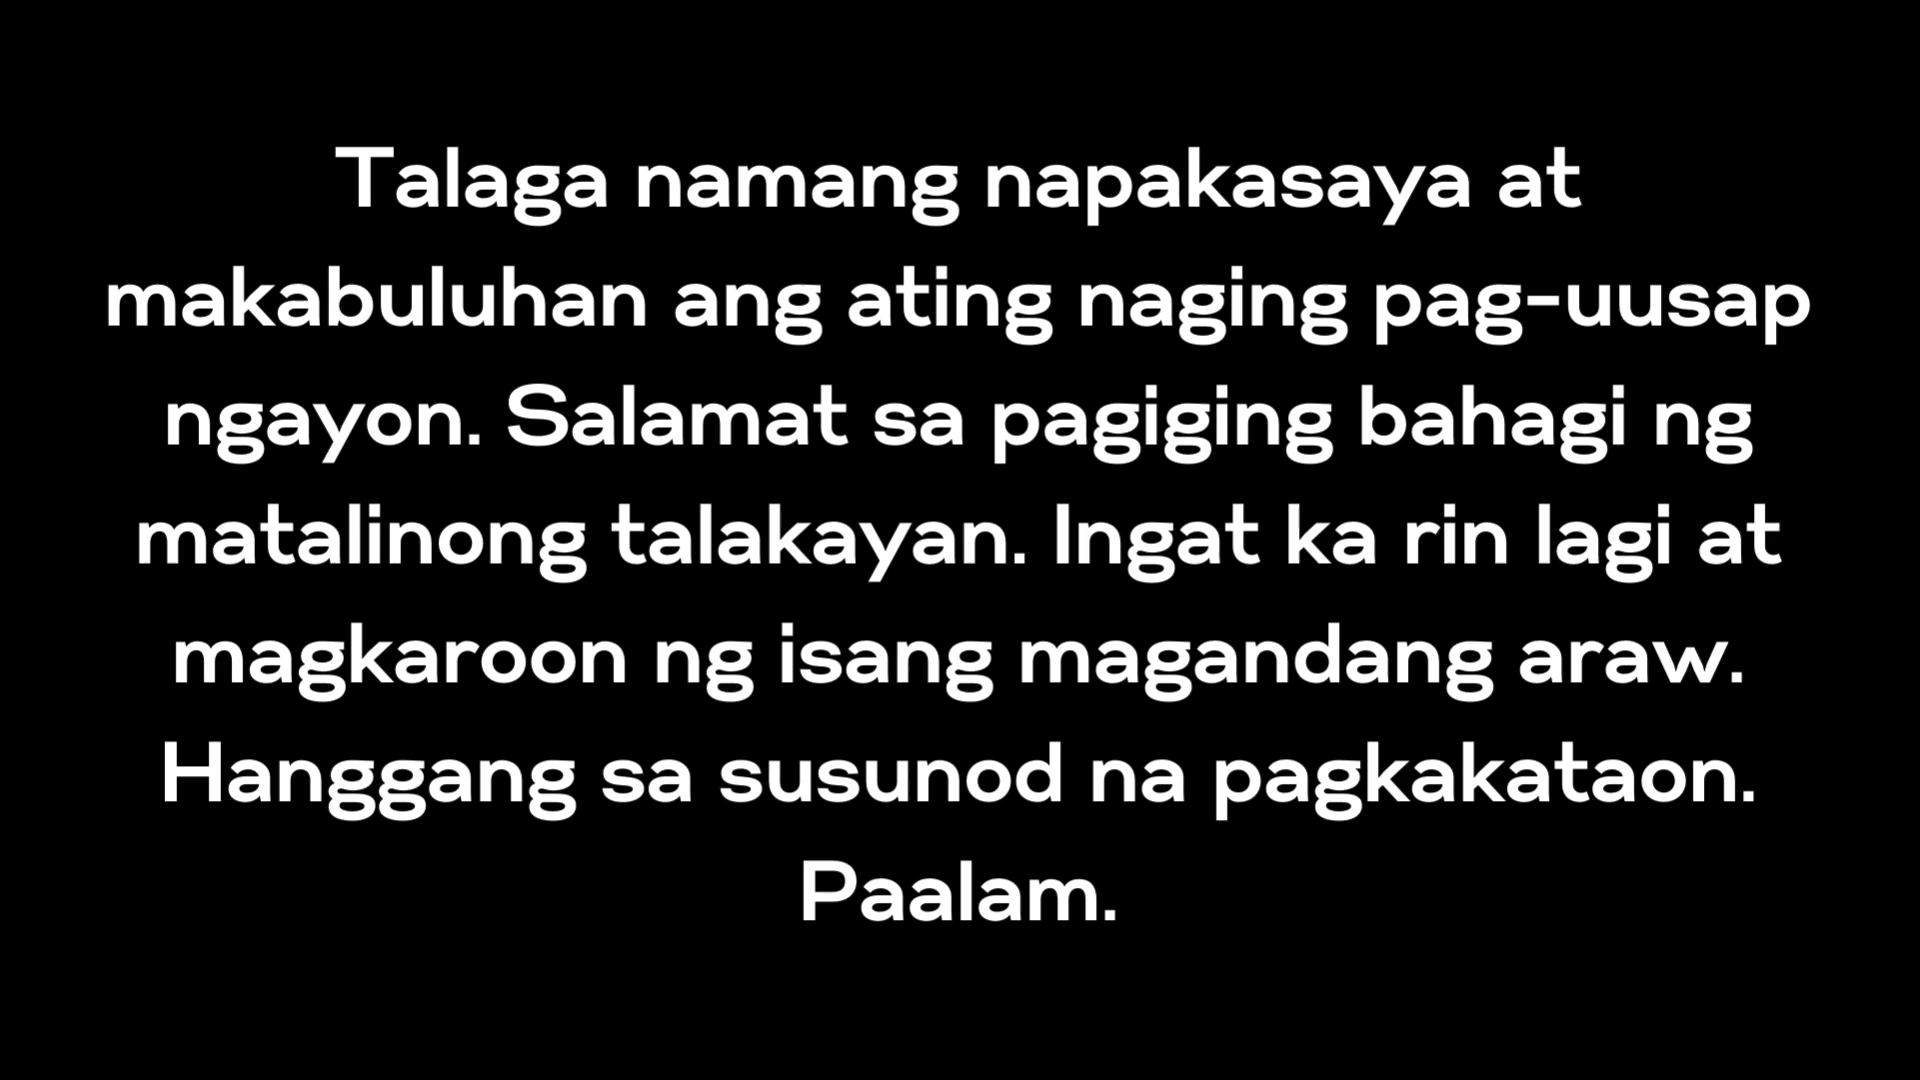 Talaga namang napakasaya at
makabuluhan ang ating naging pag-uusap
ngayon. Salamat sa pagiging bahagi ng
matalinong talakayan. Ingat ka rin lagi at
magkaroon ng isang magandang araw.
Hanggang sa susunod na pagkakataon.
Paalam.